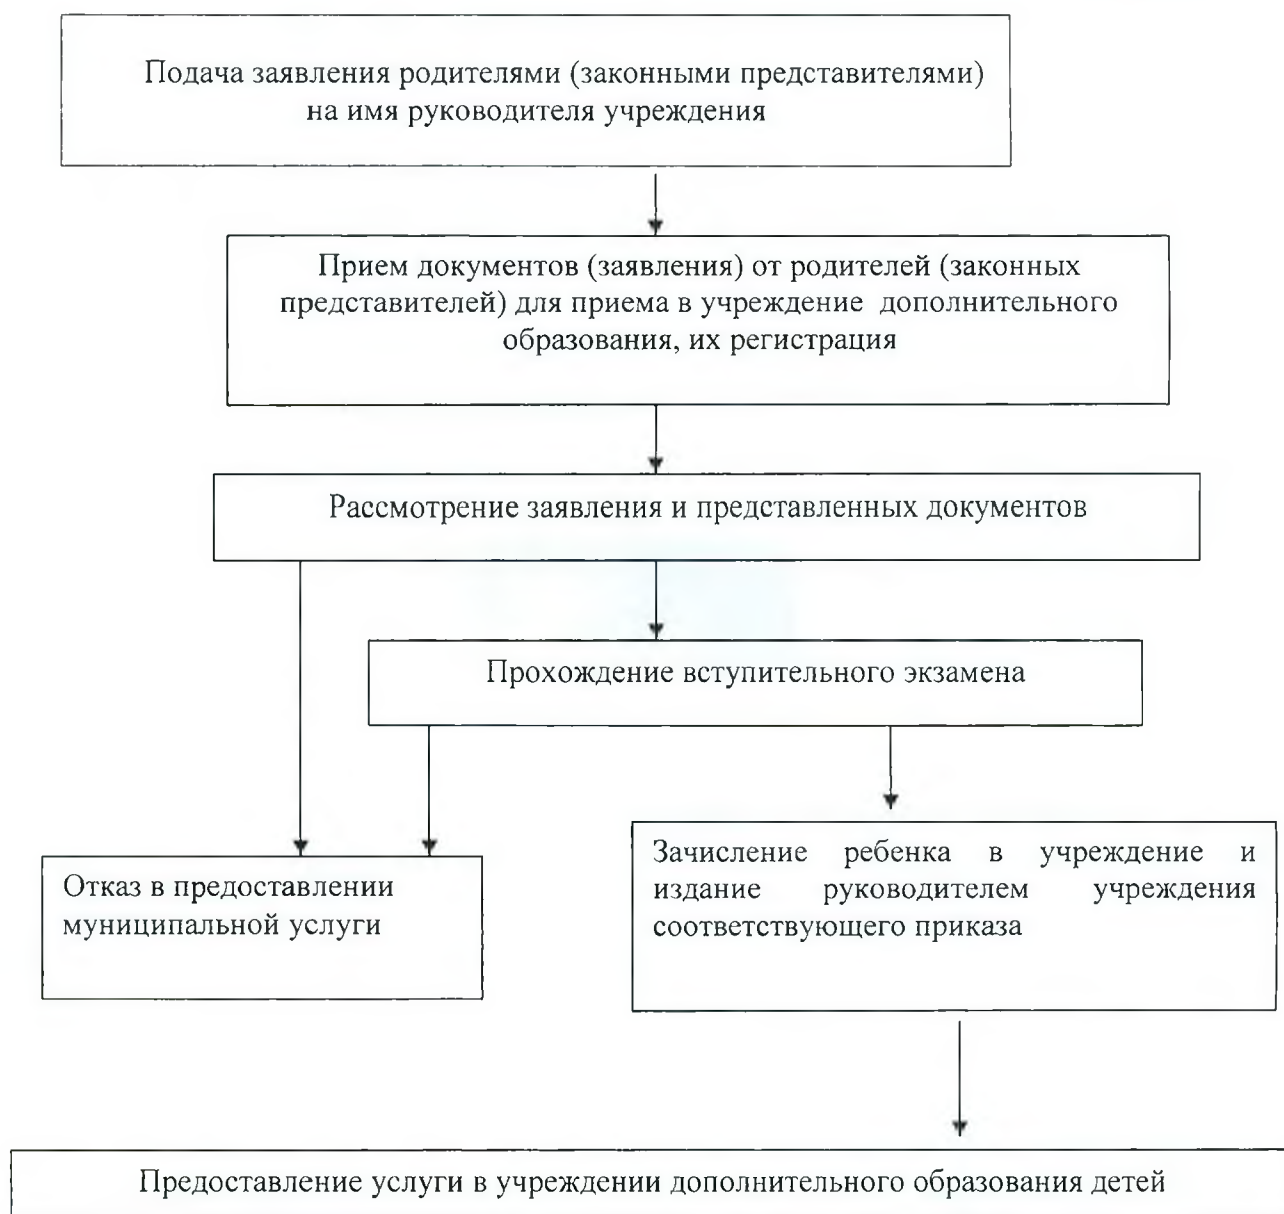 Подача заявления родителями (законными представителями)
на имя руководителя учреждения
Прием документов (заявления) от родителей (законных
представителей) для приема в учреждение дополнительного
образования, их регистрация
Рассмотрение заявления и представленных документов
Прохождение вступительного экзамена
Отказ в предоставлении
муниципальной услуги
Зачисление ребенка в учреждение и
издание руководителем учреждения
соответствующего приказа
Предоставление услуги в учреждении дополнительного образования детей